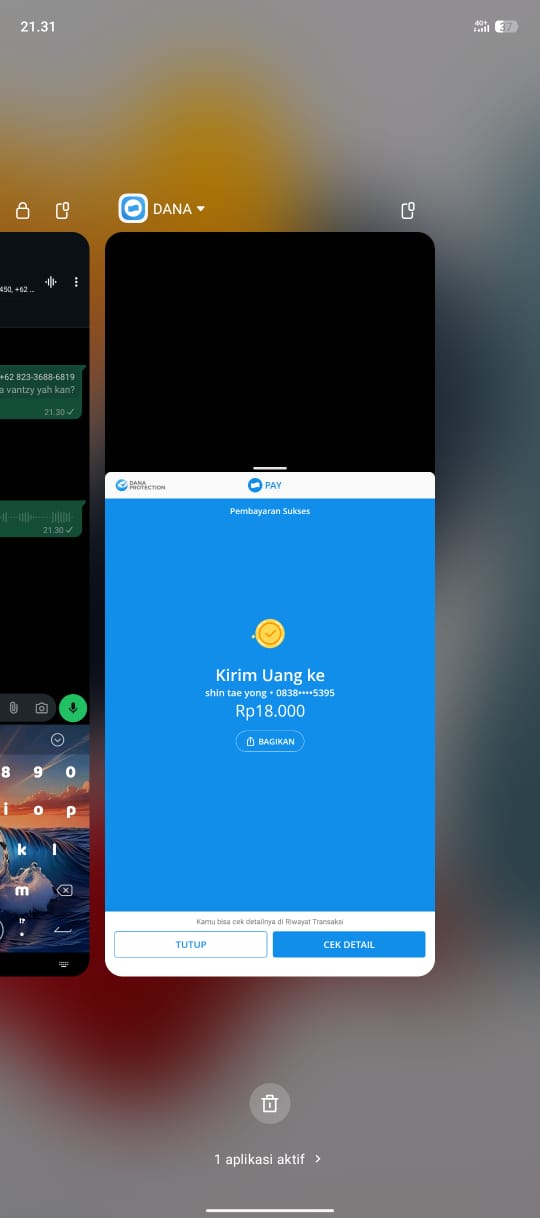 21.31
4G+
37
DANA
450, +62 ...
+62 823-3688-6819
a vantzy yah kan?
21.30
21.30
8 9 0
i o p
k l
m
!?
.
DANA PROTECTION
PAY
Pembayaran Sukses
Kirim Uang ke
shin tae yong • 0838••••5395
Rp18.000
BAGIKAN
Kamu bisa cek detailnya di Riwayat Transaksi
TUTUP
CEK DETAIL
1 aplikasi aktif